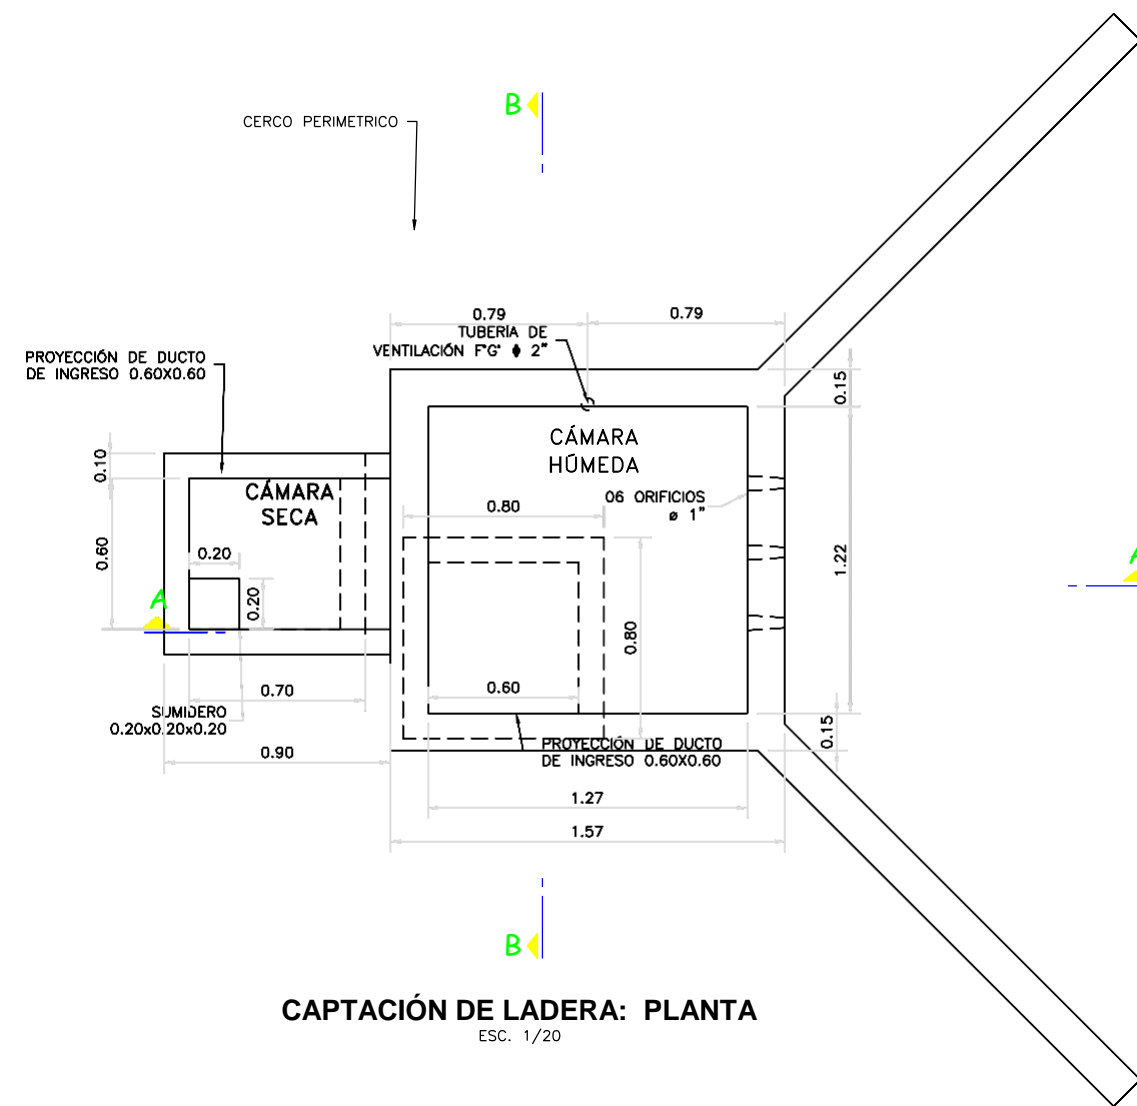 B
CERCO PERIMETRICO
0.79
0.79
TUBERIA DE
VENTILACIÓN F°G° ϕ 2"
PROYECCIÓN DE DUCTO
DE INGRESO 0.60X0.60
0.15
CÁMARA
HÚMEDA
0.10
CÁMARA
SECA
06 ORIFICIOS
ø 1"
0.80
0.60
0.20
1.22
A
A
0.20
0.80
0.70
0.60
SUMIDERO
0.20x0.20x0.20
0.15
0.90
PROYECCIÓN DE DUCTO
DE INGRESO 0.60X0.60
1.27
1.57
B
CAPTACIÓN DE LADERA: PLANTA
ESC. 1/20